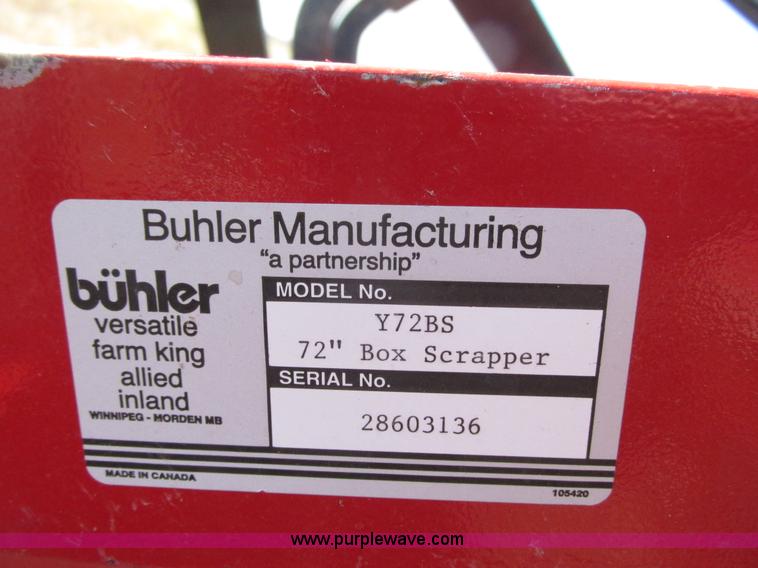 Buhler Manufacturing
"a partnership"
bühler
versatile
farm king
allied
inland
WINNIPEG - MORDEN MB
MODEL No.
Y72BS
72" Box Scrapper
SERIAL No.
28603136
MADE IN CANADA
105420
www.purplewave.com